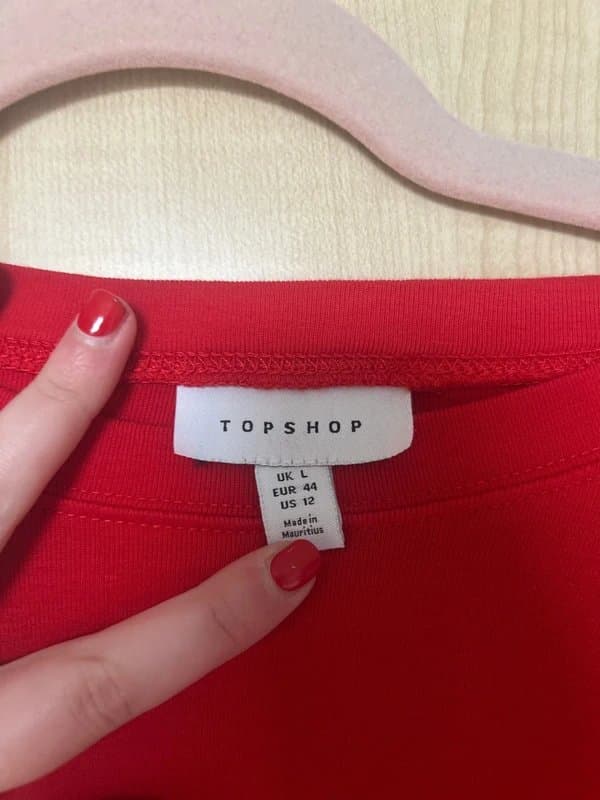 TOPSHOP
UK L
EUR 44
US 12
Made in
Mauritius